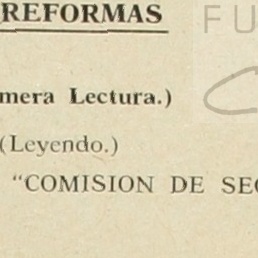 REFORMAS
mera Lectura.)
(Leyendo.)
"COMISION DE SE